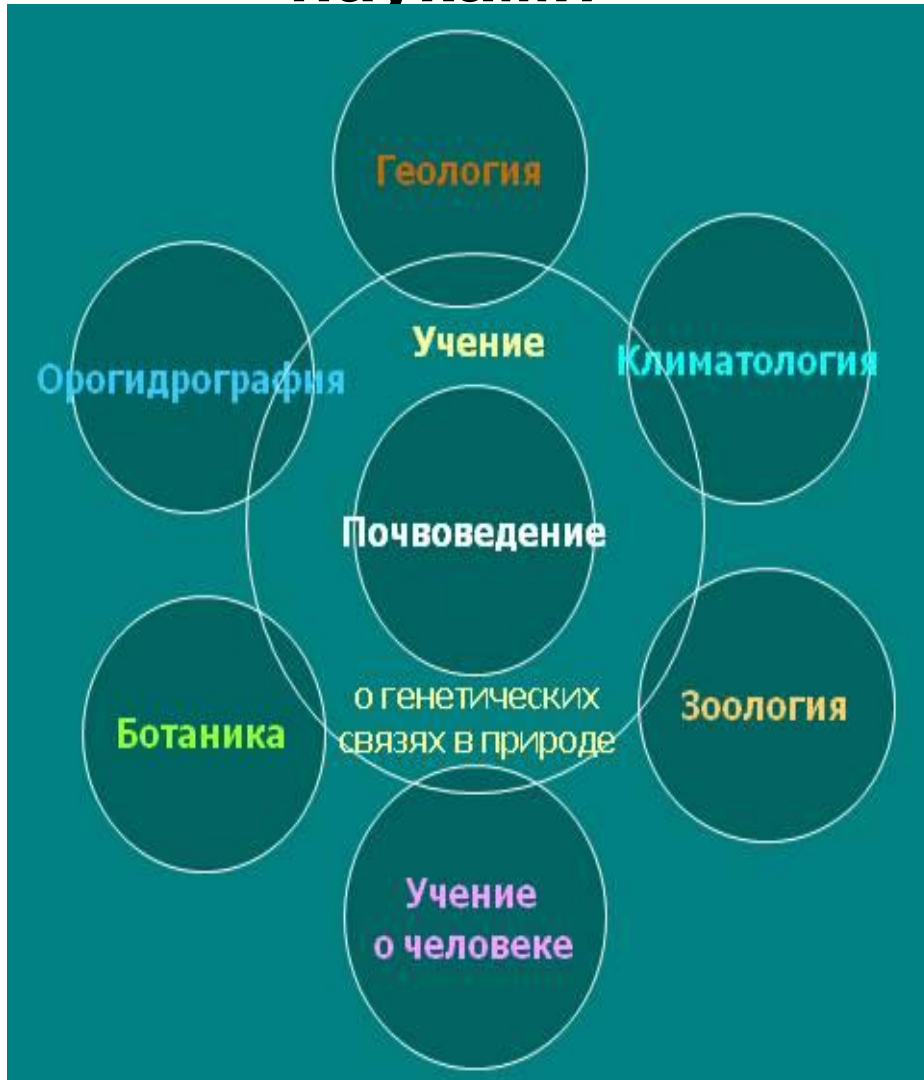 Геология
Учение
Орогидрография
Климатология
Почвоведение
о генетических
связях в природе
Ботаника
Зоология
Учение
о человеке